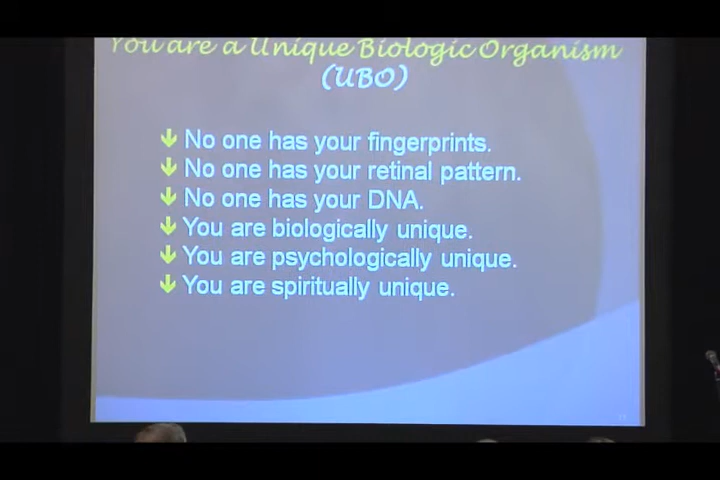 You are a Unique Biologic Organism
(UBO)
No one has your fingerprints.
No one has your retinal pattern.
No one has your DNA.
You are biologically unique.
You are psychologically unique.
You are spiritually unique.